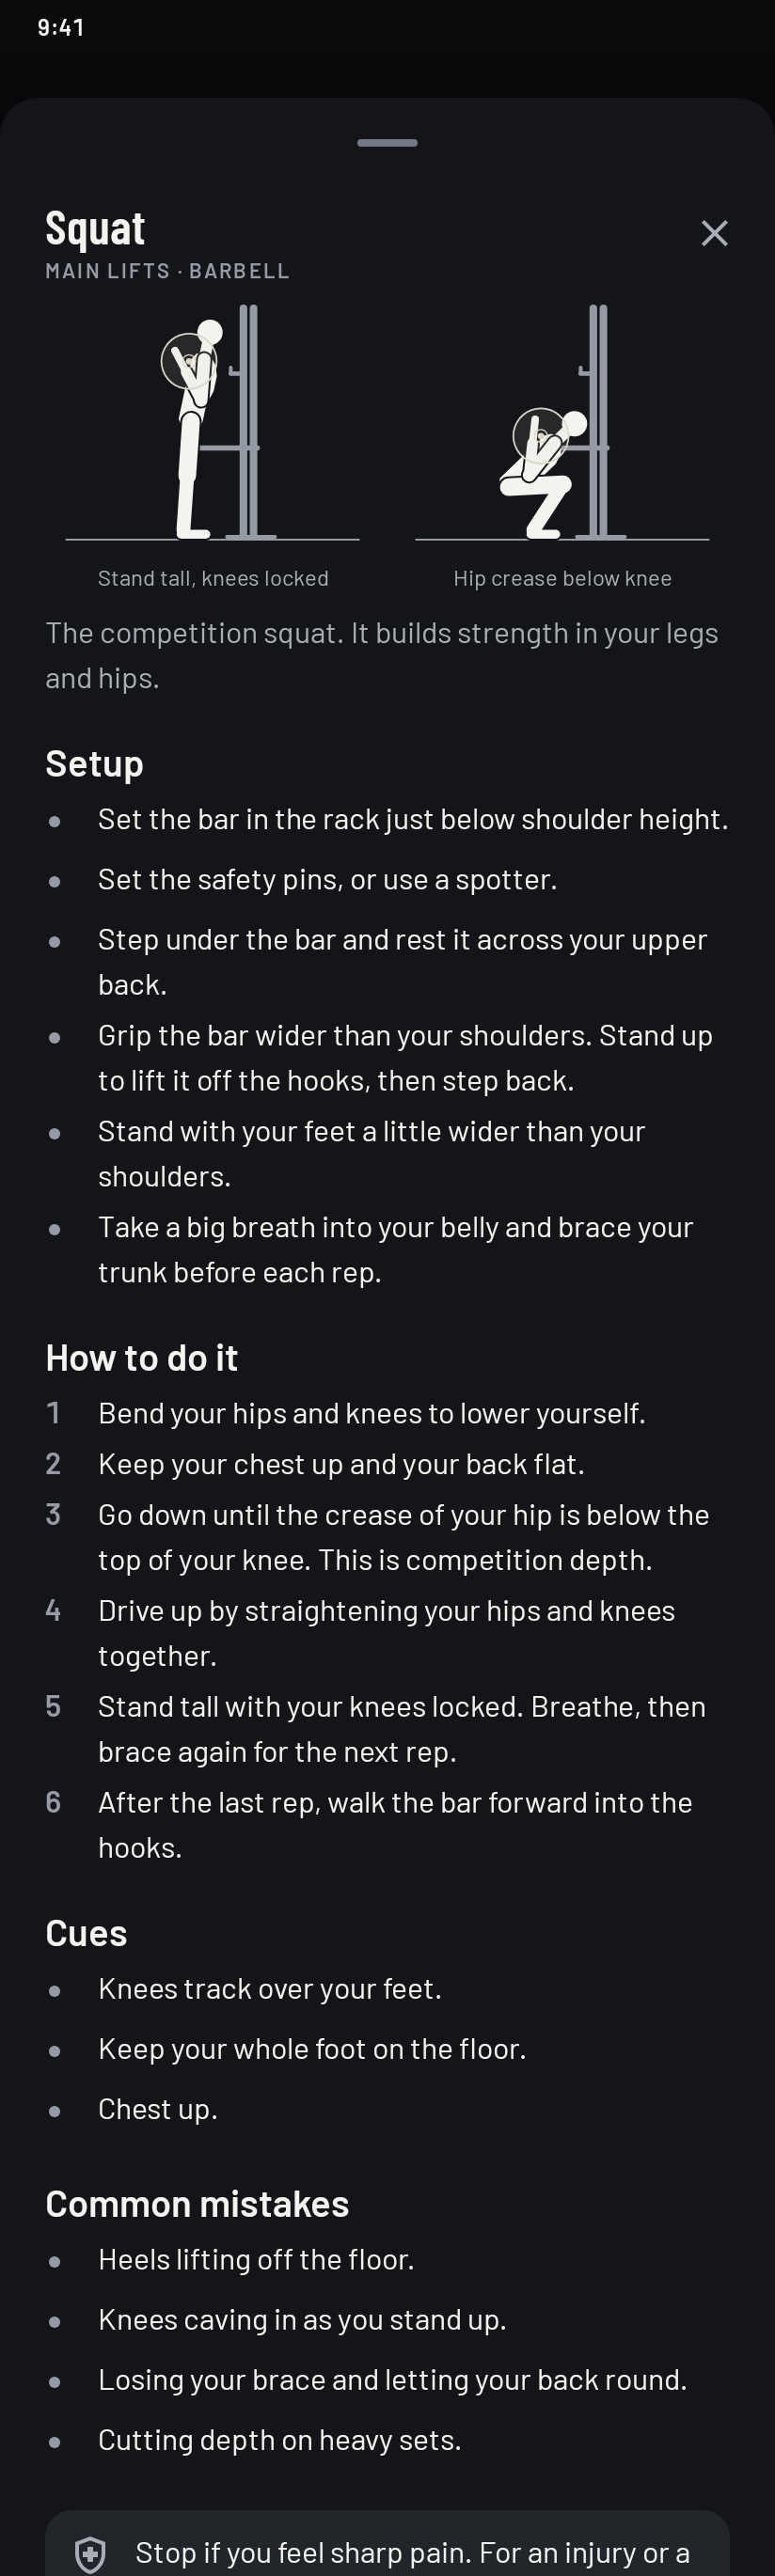 9:41
Squat
MAIN LIFTS · BARBELL
Stand tall, knees locked
Hip crease below knee
The competition squat. It builds strength in your legs
and hips.
Setup
• Set the bar in the rack just below shoulder height.
• Set the safety pins, or use a spotter.
• Step under the bar and rest it across your upper
back.
• Grip the bar wider than your shoulders. Stand up
to lift it off the hooks, then step back.
• Stand with your feet a little wider than your
shoulders.
• Take a big breath into your belly and brace your
trunk before each rep.
How to do it
1 Bend your hips and knees to lower yourself.
2 Keep your chest up and your back flat.
3 Go down until the crease of your hip is below the
top of your knee. This is competition depth.
4 Drive up by straightening your hips and knees
together.
5 Stand tall with your knees locked. Breathe, then
brace again for the next rep.
6 After the last rep, walk the bar forward into the
hooks.
Cues
• Knees track over your feet.
• Keep your whole foot on the floor.
• Chest up.
Common mistakes
• Heels lifting off the floor.
• Knees caving in as you stand up.
• Losing your brace and letting your back round.
• Cutting depth on heavy sets.
Stop if you feel sharp pain. For an injury or a